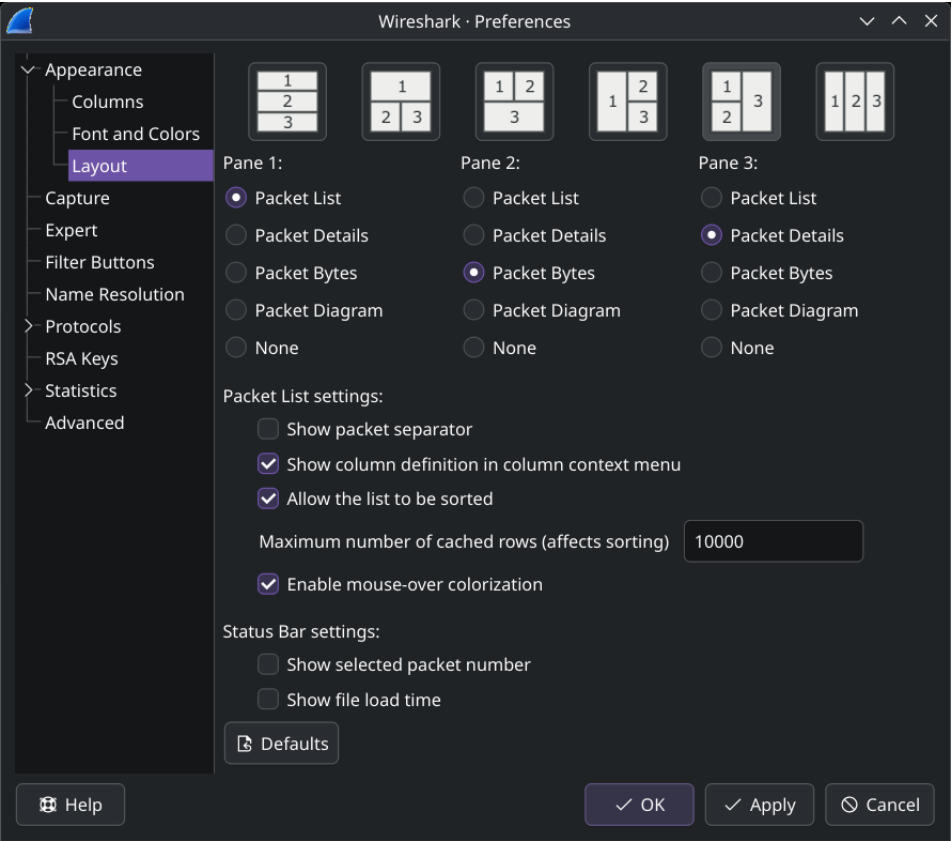 Wireshark · Preferences
Appearance
Columns
Font and Colors
Layout
Capture
Expert
Filter Buttons
Name Resolution
Protocols
RSA Keys
Statistics
Advanced
1
2
3
1
2 3
1 2
3
1 2
3
1 3
2
1 2 3
Pane 1: Pane 2: Pane 3:
Packet List Packet List Packet List
Packet Details Packet Details Packet Details
Packet Bytes Packet Bytes Packet Bytes
Packet Diagram Packet Diagram Packet Diagram
None None None
Packet List settings:
Show packet separator
Show column definition in column context menu
Allow the list to be sorted
Maximum number of cached rows (affects sorting) 10000
Enable mouse-over colorization
Status Bar settings:
Show selected packet number
Show file load time
Defaults
Help OK Apply Cancel